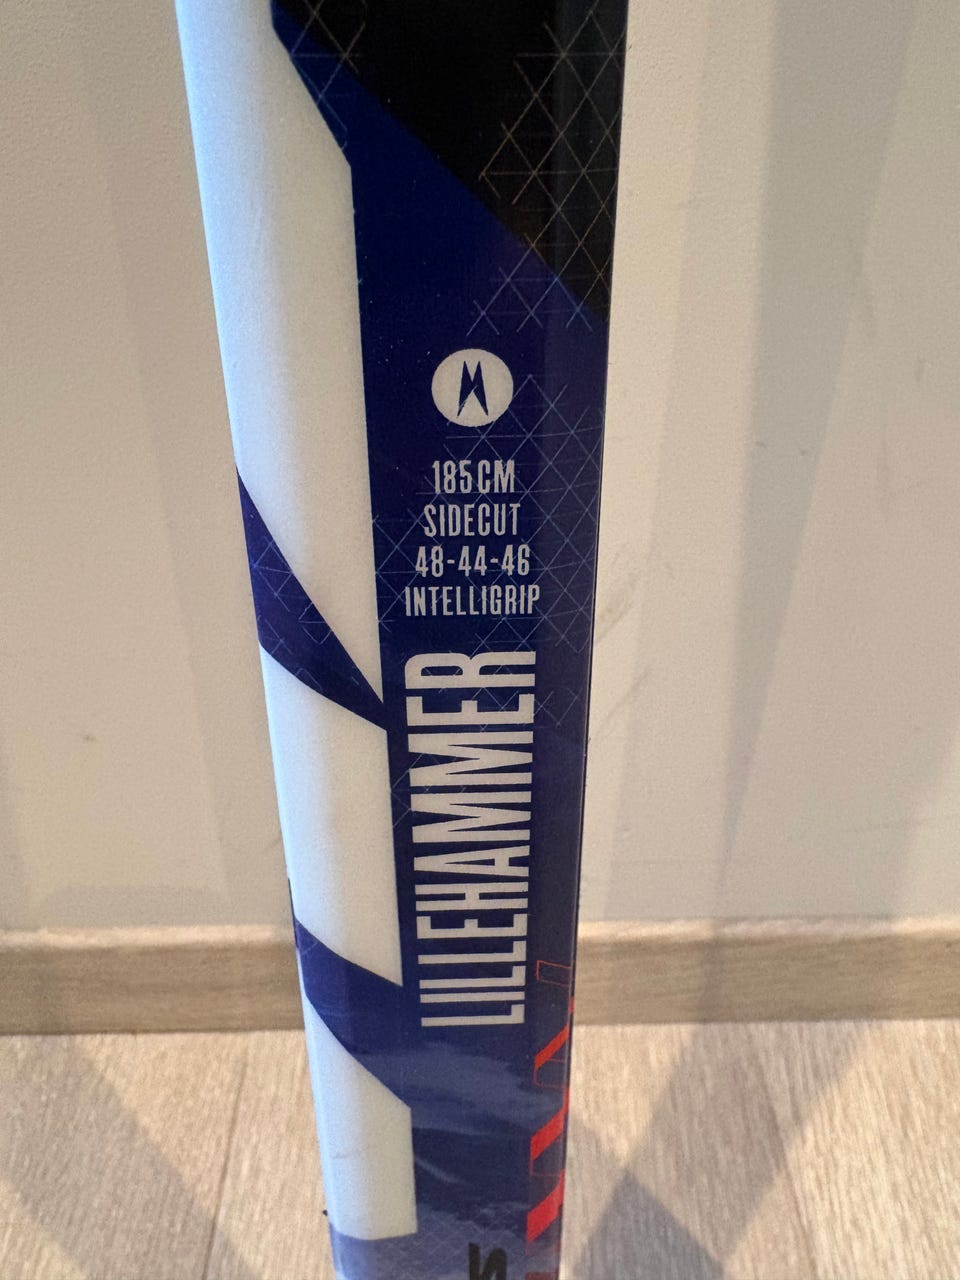 185CM
SIDECUT
48-44-46
INTELLIGRIP
LILLEHAMMER